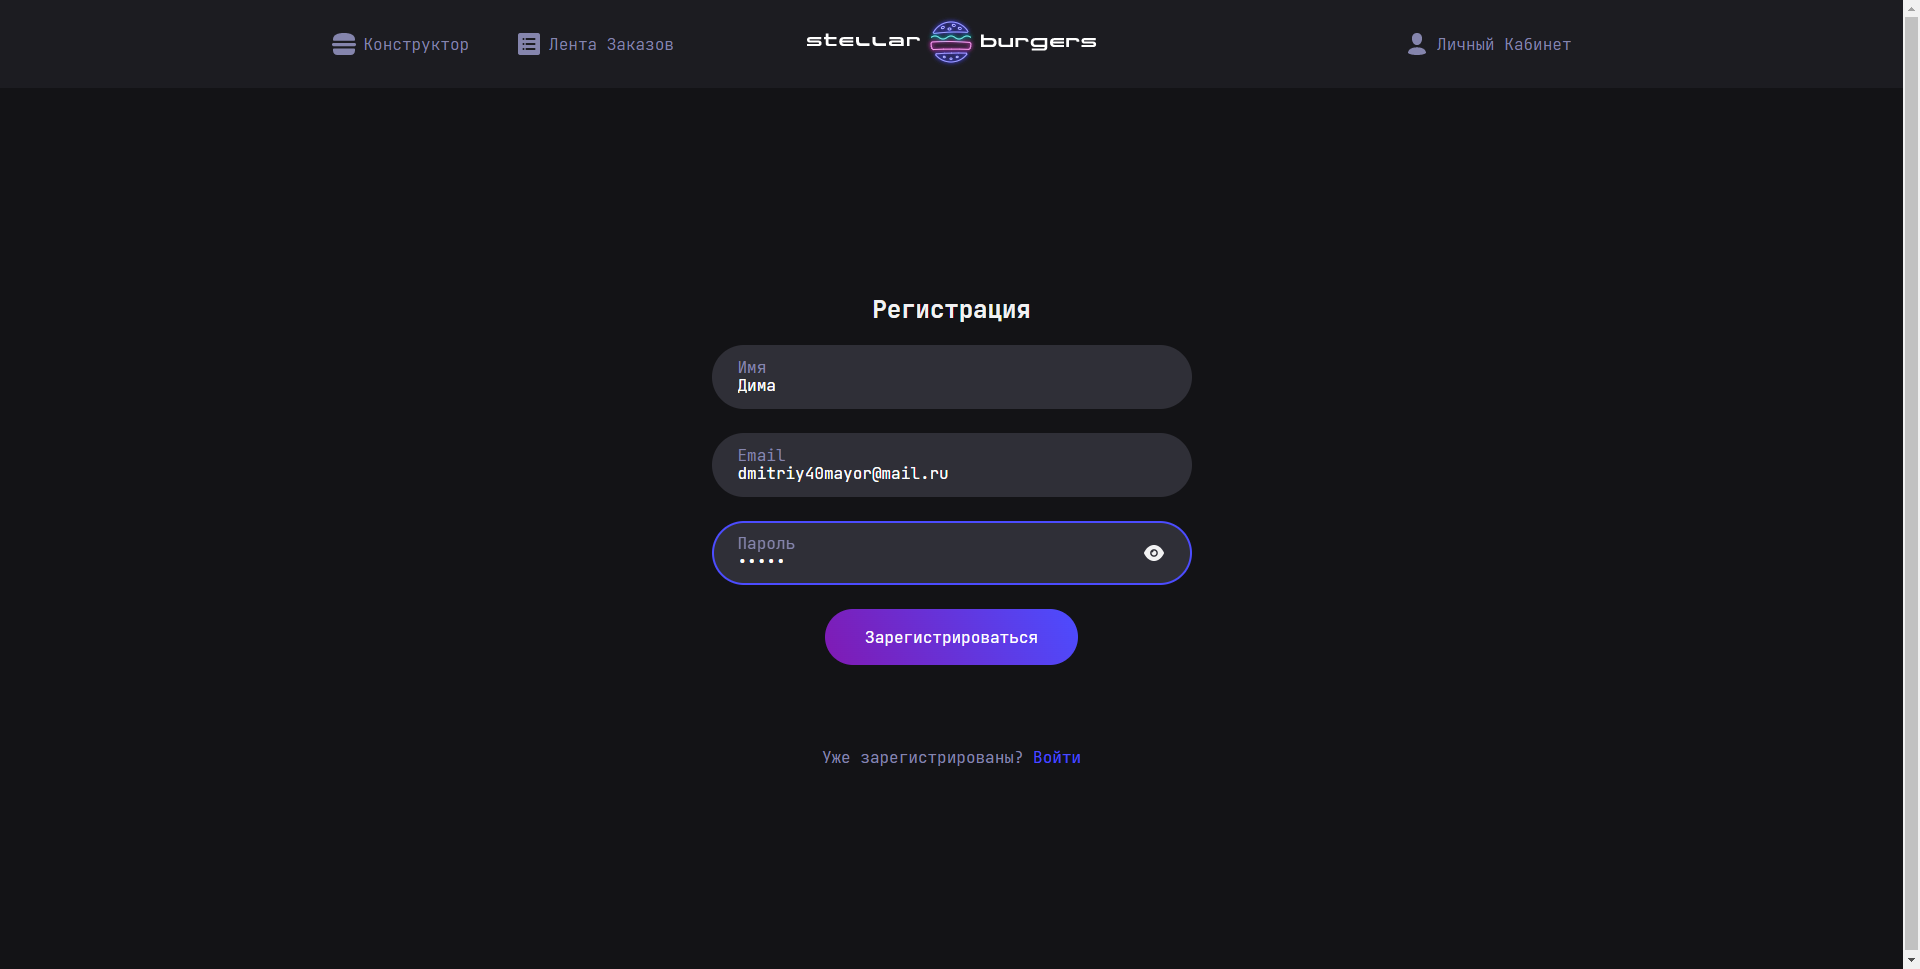 Конструктор
Лента Заказов
stellar burgers
Личный Кабинет
Регистрация
Имя
Дима
Email
dmitriy40mayor@mail.ru
Пароль
•••••
Зарегистрироваться
Уже зарегистрированы? Войти